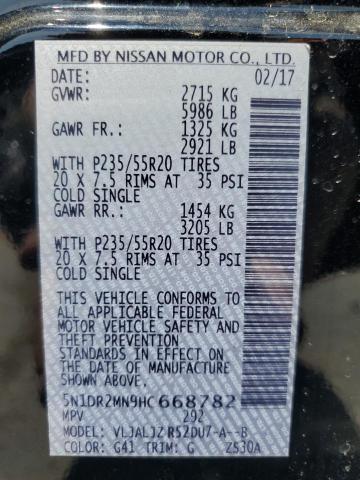 MFD BY NISSAN MOTOR CO., LTD.
DATE: 02/17
GVWR: 2715 KG
5986 LB
GAWR FR.: 1325 KG
2921 LB
WITH P235/55R20 TIRES
20 X 7.5 RIMS AT 35 PSI
COLD SINGLE
GAWR RR.: 1454 KG
3205 LB
WITH P235/55R20 TIRES
20 X 7.5 RIMS AT 35 PSI
COLD SINGLE
THIS VEHICLE CONFORMS TO
ALL APPLICABLE FEDERAL
MOTOR VEHICLE SAFETY AND
THEFT PREVENTION
STANDARDS IN EFFECT ON
THE DATE OF MANUFACTURE
SHOWN ABOVE.
5N1DR2MN9HC668782
MPV 292
MODEL: VLJALJZ R52DU7-A--B
COLOR: G41 TRIM: G ZS30A